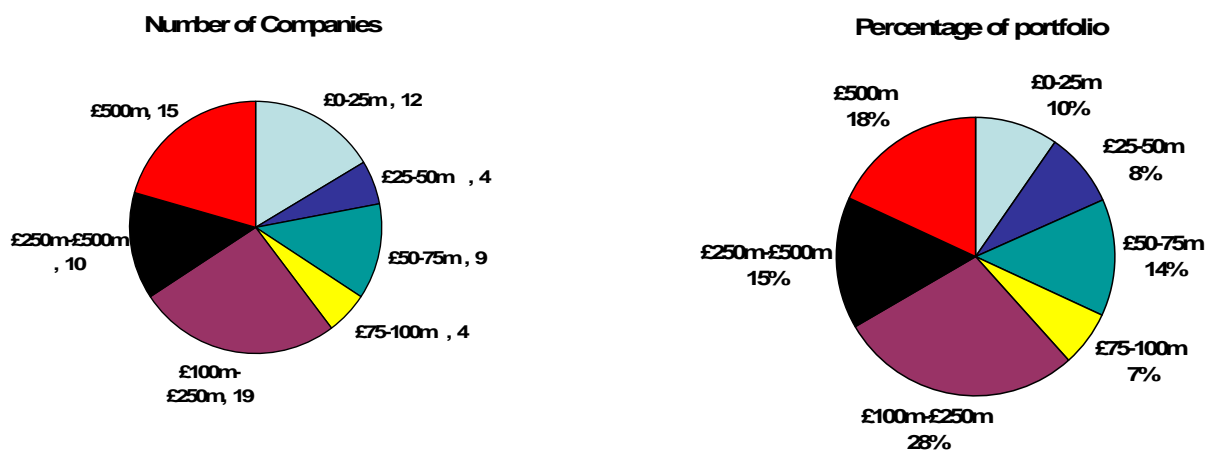 Number of Companies
£500m, 15
£0-25m , 12
£25-50m , 4
£250m-£500m
, 10
£50-75m, 9
£75-100m , 4
£100m-
£250m, 19
Percentage of portfolio
£500m
18%
£0-25m
10%
£25-50m
8%
£250m-£500m
15%
£50-75m
14%
£75-100m
7%
£100m-£250m
28%